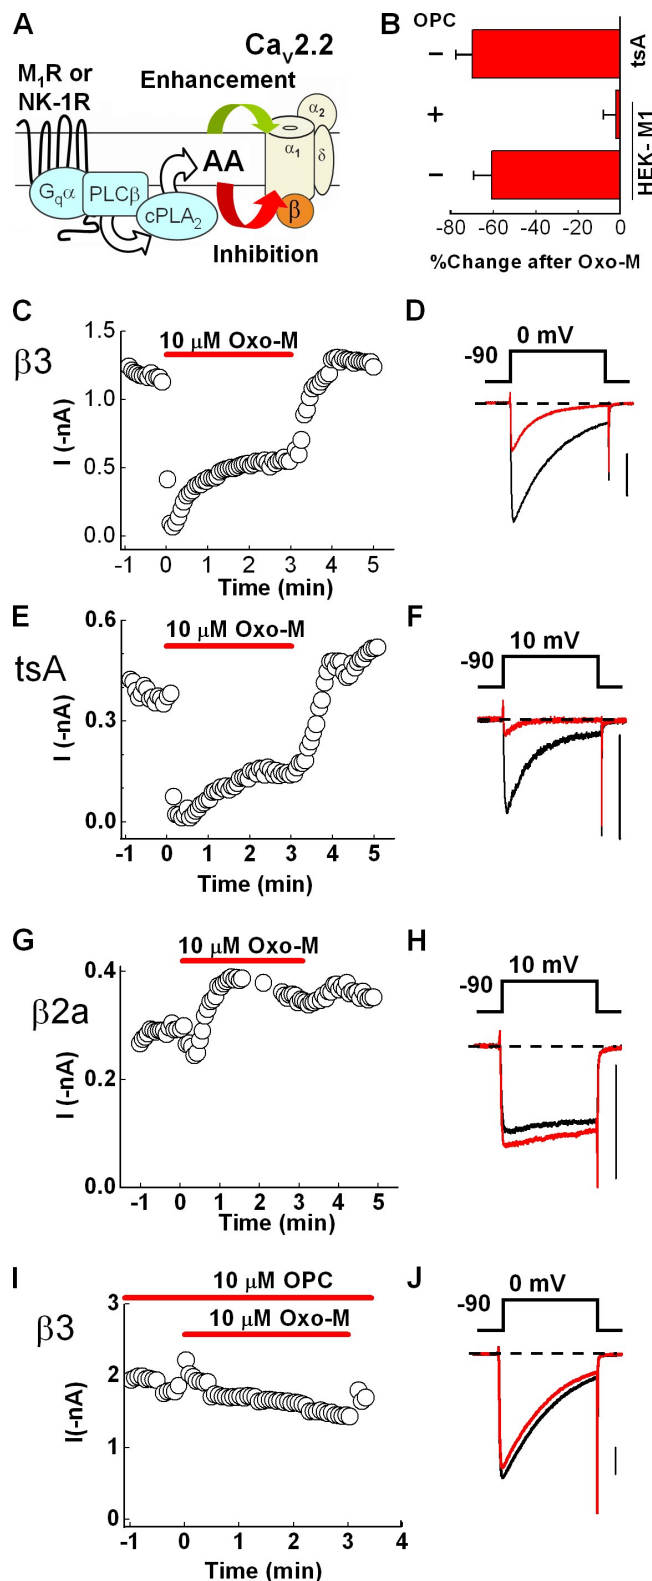 A
Ca_V2.2
M₁R or
NK-1R
Enhancement
α₂
α₁
δ
AA
G_qα
PLCβ
cPLA₂
β
Inhibition
B
OPC
−
tsA
+
HEK-M1
−
-80 -60 -40 -20 0
%Change after Oxo-M
C
β3
10 μM Oxo-M
1.5
1.0
0.5
0.0
I (-nA)
-1 0 1 2 3 4 5
Time (min)
D
0 mV
-90
E
tsA
10 μM Oxo-M
0.6
0.3
0.0
I (-nA)
-1 0 1 2 3 4 5
Time (min)
F
10 mV
-90
G
β2a
10 μM Oxo-M
0.4
0.2
0.0
I (-nA)
-1 0 1 2 3 4 5
Time (min)
H
10 mV
-90
I
β3
10 μM OPC
10 μM Oxo-M
3
2
1
0
I(-nA)
-1 0 1 2 3 4
Time (min)
J
0 mV
-90